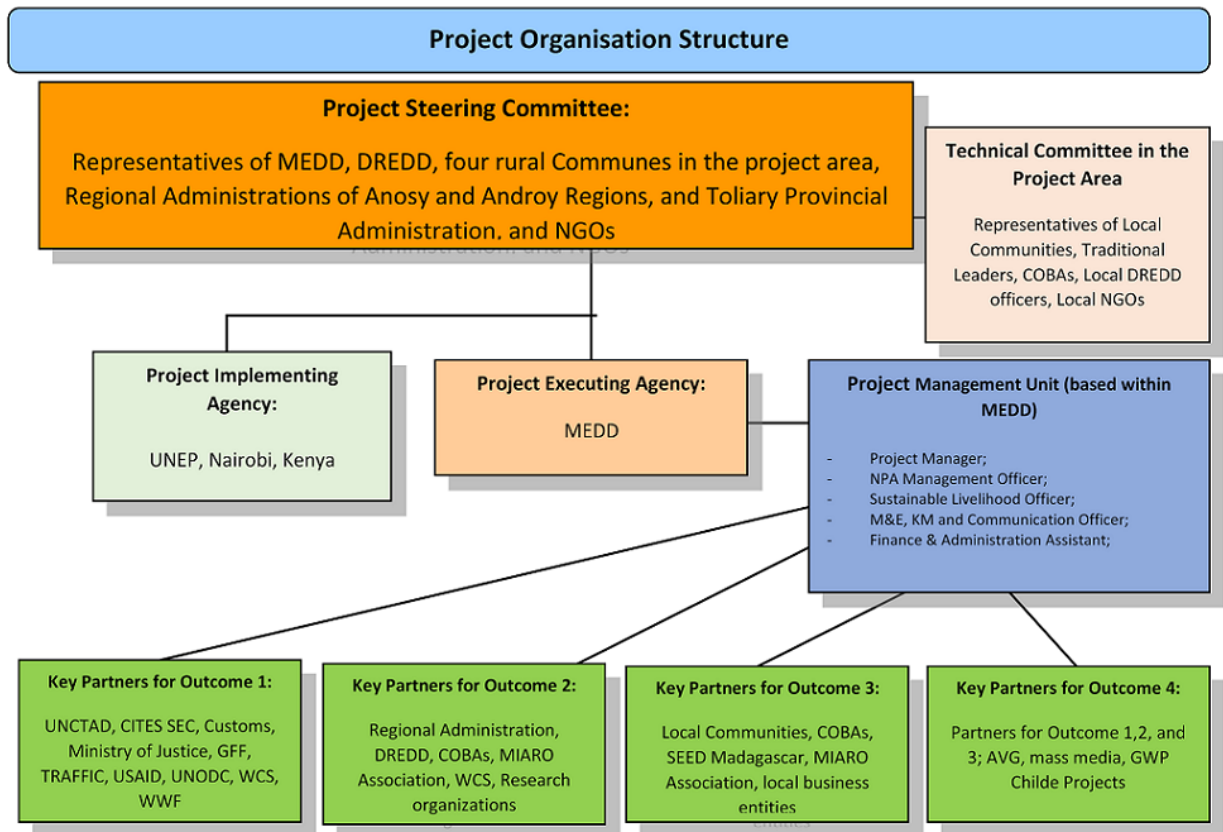 Project Organisation Structure
Project Steering Committee:
Representatives of MEDD, DREDD, four rural Communes in the project area,
Regional Administrations of Anosy and Androy Regions, and Toliary Provincial
Administration, and NGOs
Technical Committee in the
Project Area
Representatives of Local
Communities, Traditional
Leaders, COBAs, Local DREDD
officers, Local NGOs
Project Implementing
Agency:
UNEP, Nairobi, Kenya
Project Executing Agency:
MEDD
Project Management Unit (based within
MEDD)
- Project Manager;
- NPA Management Officer;
- Sustainable Livelihood Officer;
- M&E, KM and Communication Officer;
- Finance & Administration Assistant;
Key Partners for Outcome 1:
UNCTAD, CITES SEC, Customs,
Ministry of Justice, GFF,
TRAFFIC, USAID, UNODC, WCS,
WWF
Key Partners for Outcome 2:
Regional Administration,
DREDD, COBAs, MIARO
Association, WCS, Research
organizations
Key Partners for Outcome 3:
Local Communities, COBAs,
SEED Madagascar, MIARO
Association, local business
entities
Key Partners for Outcome 4:
Partners for Outcome 1,2, and
3; AVG, mass media, GWP
Childe Projects